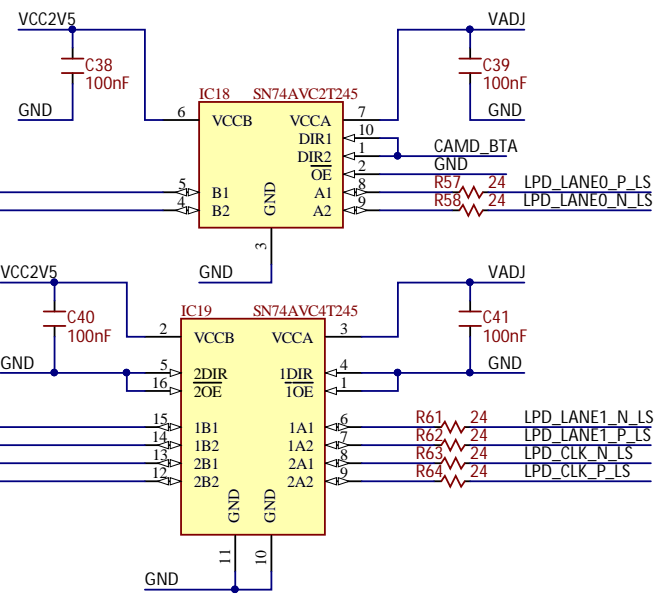 VCC2V5
VADJ
C38
100nF
C39
100nF
GND
GND
IC18 SN74AVC2T245
6 VCCB VCCA 7
DIR1 10
DIR2 1
CAMD_BTA
OE 2
GND
5 B1 A1 8 R57 24 LPD_LANE0_P_LS
4 B2 A2 9 R58 24 LPD_LANE0_N_LS
GND
3
GND
VCC2V5
VADJ
C40
100nF
C41
100nF
IC19 SN74AVC4T245
2 VCCB VCCA 3
GND
GND
5 2DIR 1DIR 4
16 2OE 1OE 1
15 1B1 1A1 6 R61 24 LPD_LANE1_N_LS
14 1B2 1A2 7 R62 24 LPD_LANE1_P_LS
13 2B1 2A1 8 R63 24 LPD_CLK_N_LS
12 2B2 2A2 9 R64 24 LPD_CLK_P_LS
GND GND
11 10
GND